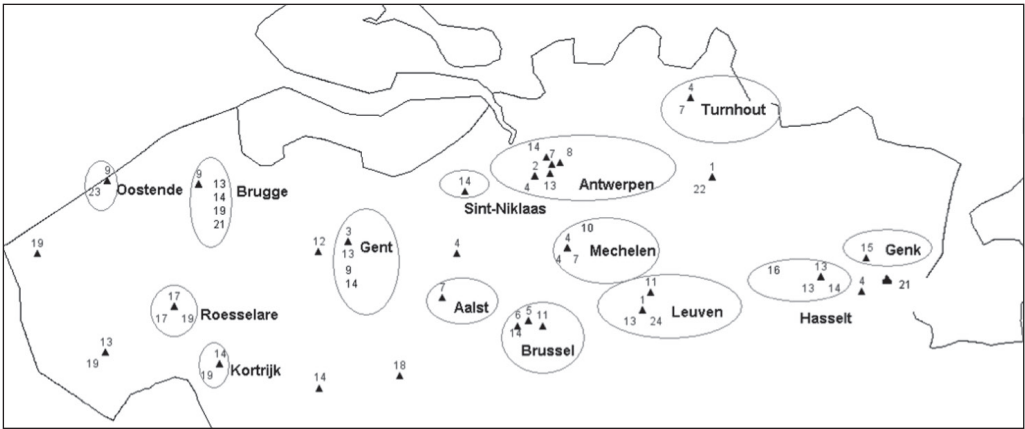 4
7 Turnhout
14 7 8
2
4 13 Antwerpen
1
22
9
23 Oostende
9 13 Brugge
14
19
21
14
Sint-Niklaas
19
12
3
13 Gent
9
14
4
10
4 Mechelen
4 7
15 Genk
16 13
13 14
Hasselt
4 21
17
17 19 Roesselare
7
Aalst
11
1 Leuven
13 24
6 5 11
14
Brussel
13
19
14
19 Kortrijk
14
18